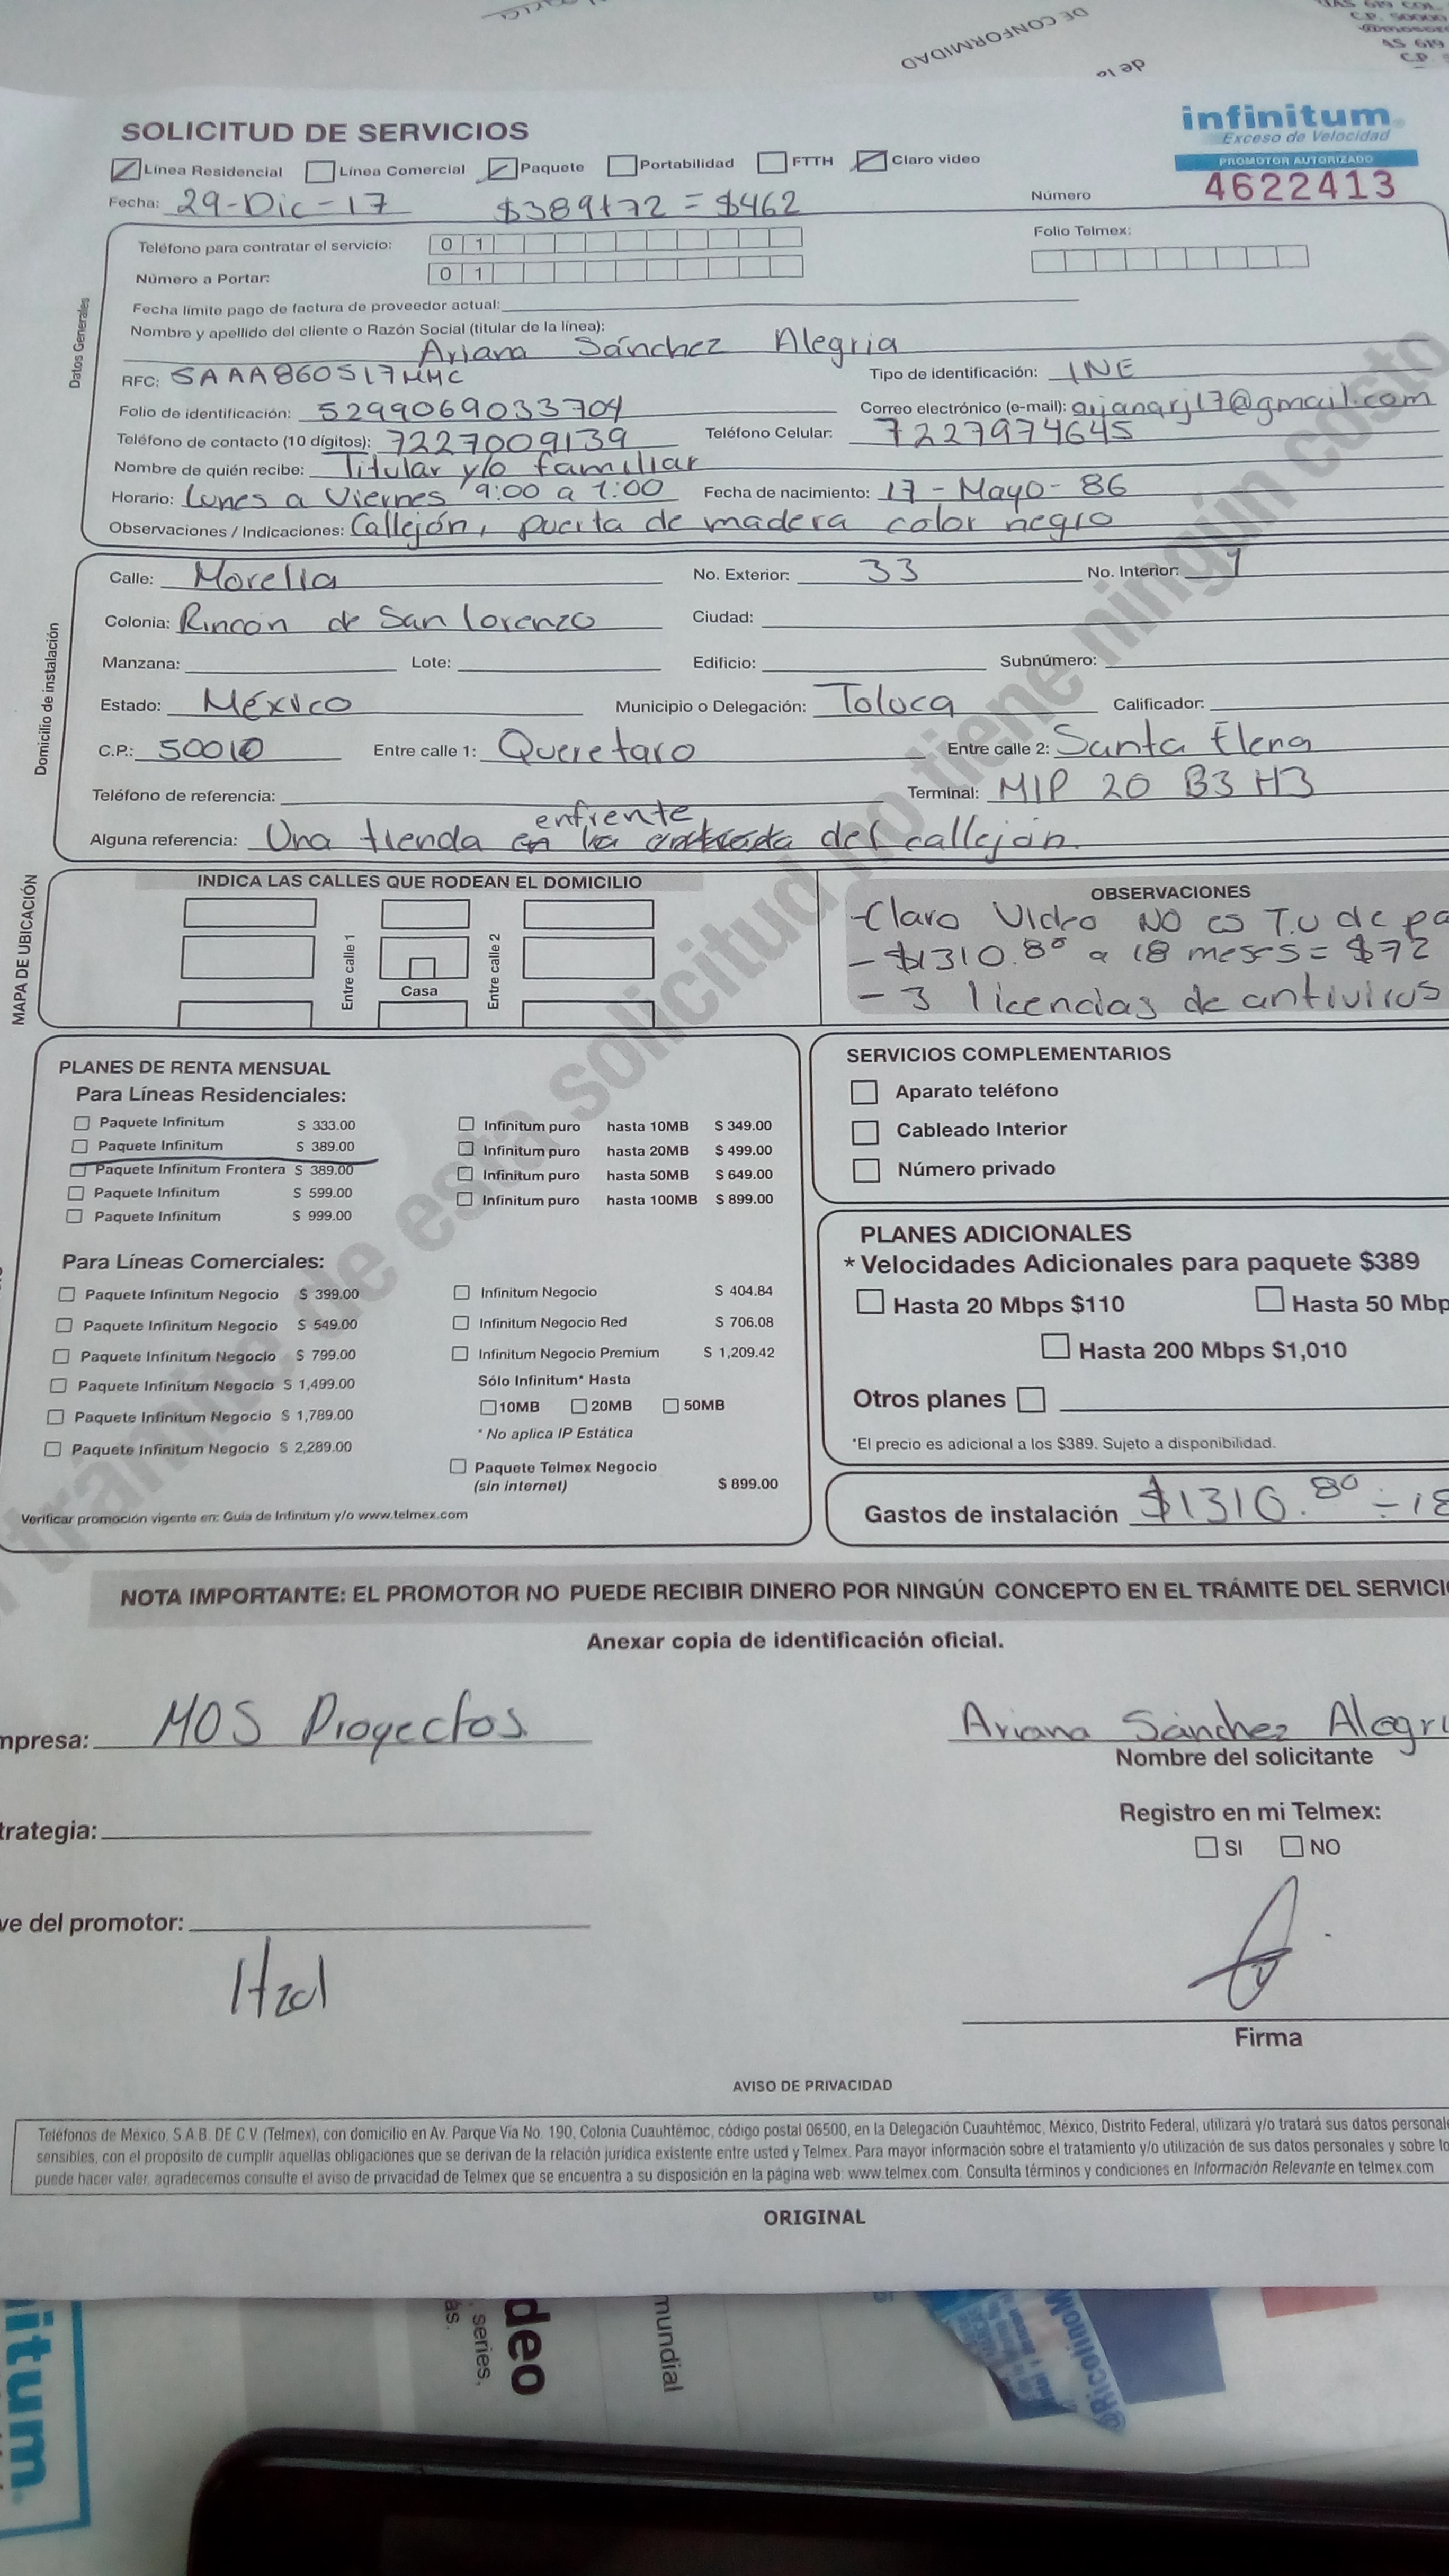 DE CONFORMIDAD
de lo
C.P. 50000
AS 619
C.P.
SOLICITUD DE SERVICIOS
infinitum
Exceso de Velocidad
PROMOTOR AUTORIZADO
Línea Residencial Línea Comercial Paquete Portabilidad FTTH Claro video
Número 4622413
Fecha: 29-Dic-17 $389+72 = $462
Teléfono para contratar el servicio: 0 1
Folio Telmex:
Número a Portar: 0 1
Datos Generales
Fecha límite pago de factura de proveedor actual:
Nombre y apellido del cliente o Razón Social (titular de la línea):
Ariana Sánchez Alegria
RFC: SAAA860517MMC Tipo de identificación: INE
Folio de identificación: 5299069033704 Correo electrónico (e-mail): arianarj17@gmail.com
Teléfono de contacto (10 dígitos): 7227009139 Teléfono Celular: 7227974645
Nombre de quién recibe: Titular y/o familiar
Horario: Lunes a Viernes 9:00 a 1:00 Fecha de nacimiento: 17-Mayo-86
Observaciones / Indicaciones: Callejón, puerta de madera color negro
Domicilio de instalación
Calle: Morelia No. Exterior: 33 No. Interior: 1
Colonia: Rincón de San Lorenzo Ciudad:
Manzana: Lote: Edificio: Subnúmero:
Estado: México Municipio o Delegación: Toluca Calificador:
C.P.: 50010 Entre calle 1: Queretaro Entre calle 2: Santa Elena
Teléfono de referencia: Terminal: MIP 20 B3 H3
enfrente
Alguna referencia: Una tienda en la entrada del callejón.
MAPA DE UBICACIÓN
INDICA LAS CALLES QUE RODEAN EL DOMICILIO
Entre calle 1
Casa
Entre calle 2
OBSERVACIONES
-Claro Video NO es T.U de pa
- $1310.80 a 18 meses = $72
- 3 licencias de antivirus
PLANES DE RENTA MENSUAL
Para Líneas Residenciales:
Paquete Infinitum $ 333.00 Infinitum puro hasta 10MB $ 349.00
Paquete Infinitum $ 389.00 Infinitum puro hasta 20MB $ 499.00
Paquete Infinitum Frontera $ 389.00 Infinitum puro hasta 50MB $ 649.00
Paquete Infinitum $ 599.00 Infinitum puro hasta 100MB $ 899.00
Paquete Infinitum $ 999.00
Para Líneas Comerciales:
Paquete Infinitum Negocio $ 399.00 Infinitum Negocio $ 404.84
Paquete Infinitum Negocio $ 549.00 Infinitum Negocio Red $ 706.08
Paquete Infinitum Negocio $ 799.00 Infinitum Negocio Premium $ 1,209.42
Paquete Infinitum Negocio $ 1,499.00 Sólo Infinitum* Hasta
Paquete Infinitum Negocio $ 1,789.00 10MB 20MB 50MB
* No aplica IP Estática
Paquete Infinitum Negocio $ 2,289.00
Paquete Telmex Negocio
(sin internet) $ 899.00
Verificar promoción vigente en: Guía de Infinitum y/o www.telmex.com
SERVICIOS COMPLEMENTARIOS
Aparato teléfono
Cableado Interior
Número privado
PLANES ADICIONALES
* Velocidades Adicionales para paquete $389
Hasta 20 Mbps $110 Hasta 50 Mbp
Hasta 200 Mbps $1,010
Otros planes
*El precio es adicional a los $389. Sujeto a disponibilidad.
Gastos de instalación $1310.80 ÷ 18
trámite de esta solicitud no tiene ningún costo
NOTA IMPORTANTE: EL PROMOTOR NO PUEDE RECIBIR DINERO POR NINGÚN CONCEPTO EN EL TRÁMITE DEL SERVICI
Anexar copia de identificación oficial.
mpresa: MOS Proyectos
Ariana Sánchez Alegri
Nombre del solicitante
trategia:
Registro en mi Telmex:
SI NO
ve del promotor:
Firma
AVISO DE PRIVACIDAD
Teléfonos de México, S.A.B. DE C.V. (Telmex), con domicilio en Av. Parque Vía No. 190, Colonia Cuauhtémoc, código postal 06500, en la Delegación Cuauhtémoc, México, Distrito Federal, utilizará y/o tratará sus datos personale
sensibles, con el propósito de cumplir aquellas obligaciones que se derivan de la relación jurídica existente entre usted y Telmex. Para mayor información sobre el tratamiento y/o utilización de sus datos personales y sobre lo
puede hacer valer, agradecemos consulte el aviso de privacidad de Telmex que se encuentra a su disposición en la página web: www.telmex.com. Consulta términos y condiciones en Información Relevante en telmex.com
ORIGINAL
itum.
series,
ás.
deo
mundial
@RicolinoM